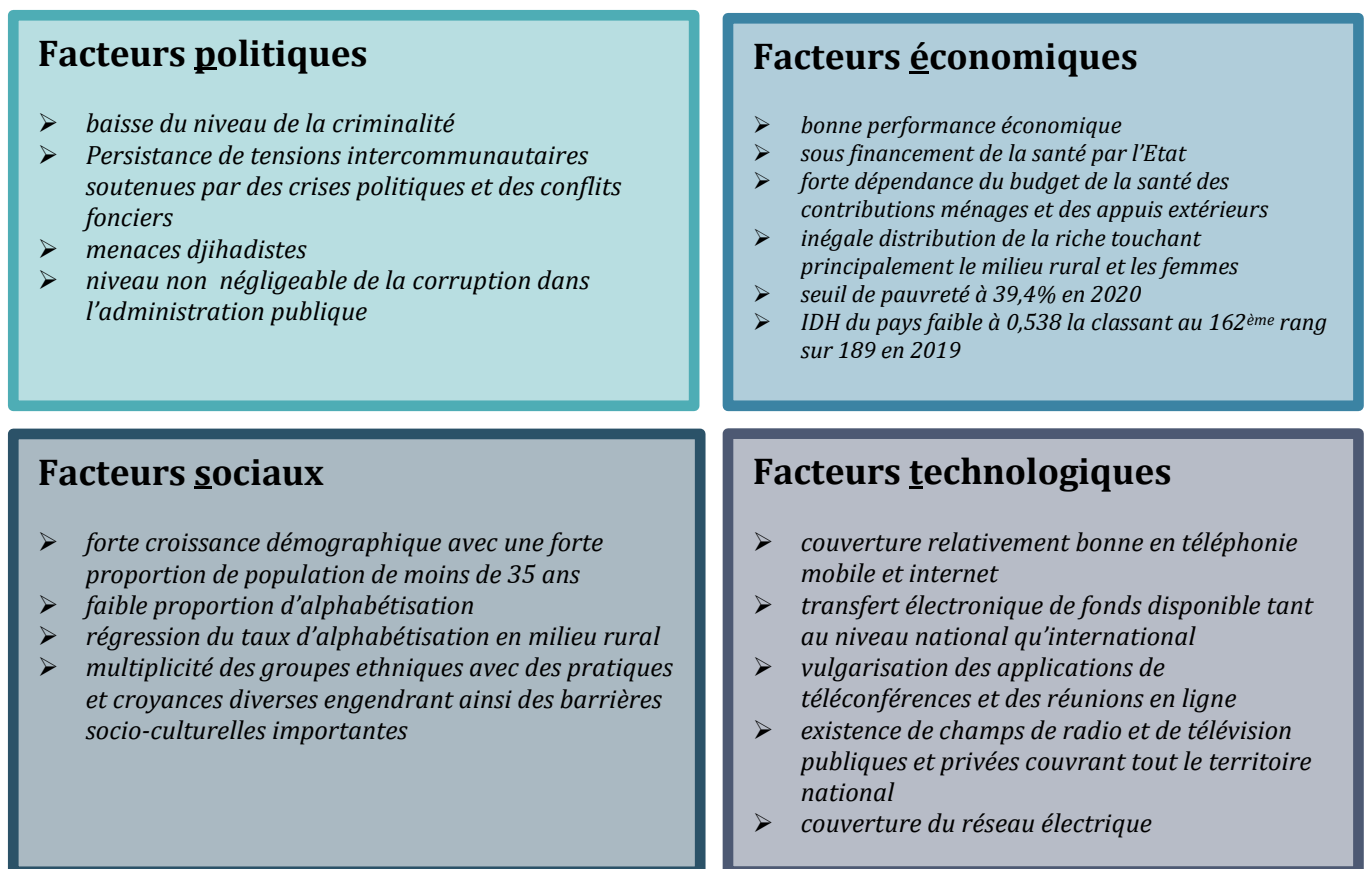 Facteurs politiques
➢ baisse du niveau de la criminalité
➢ Persistance de tensions intercommunautaires
soutenues par des crises politiques et des conflits
fonciers
➢ menaces djihadistes
➢ niveau non négligeable de la corruption dans
l’administration publique
Facteurs économiques
➢ bonne performance économique
➢ sous financement de la santé par l’Etat
➢ forte dépendance du budget de la santé des
contributions ménages et des appuis extérieurs
➢ inégale distribution de la riche touchant
principalement le milieu rural et les femmes
➢ seuil de pauvreté à 39,4% en 2020
➢ IDH du pays faible à 0,538 la classant au 162ème rang
sur 189 en 2019
Facteurs sociaux
➢ forte croissance démographique avec une forte
proportion de population de moins de 35 ans
➢ faible proportion d’alphabétisation
➢ régression du taux d’alphabétisation en milieu rural
➢ multiplicité des groupes ethniques avec des pratiques
et croyances diverses engendrant ainsi des barrières
socio-culturelles importantes
Facteurs technologiques
➢ couverture relativement bonne en téléphonie
mobile et internet
➢ transfert électronique de fonds disponible tant
au niveau national qu’international
➢ vulgarisation des applications de
téléconférences et des réunions en ligne
➢ existence de champs de radio et de télévision
publiques et privées couvrant tout le territoire
national
➢ couverture du réseau électrique